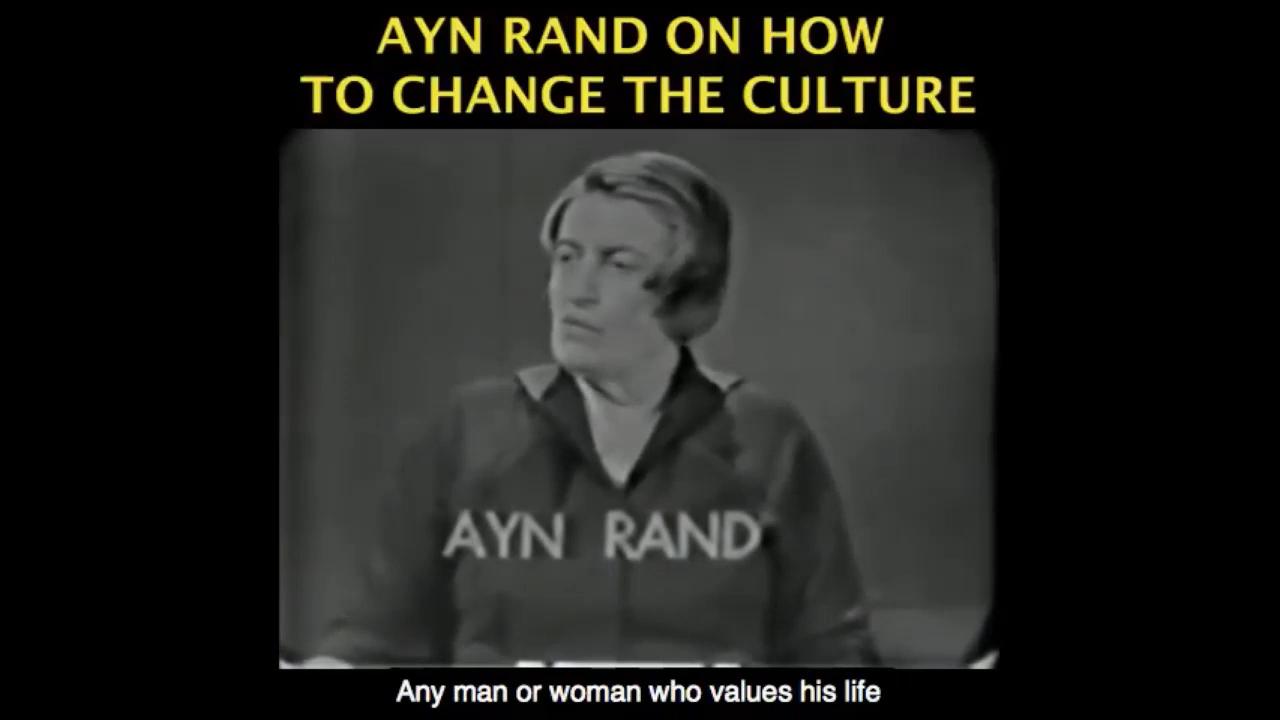 AYN RAND ON HOW
TO CHANGE THE CULTURE
AYN RAND
Any man or woman who values his life